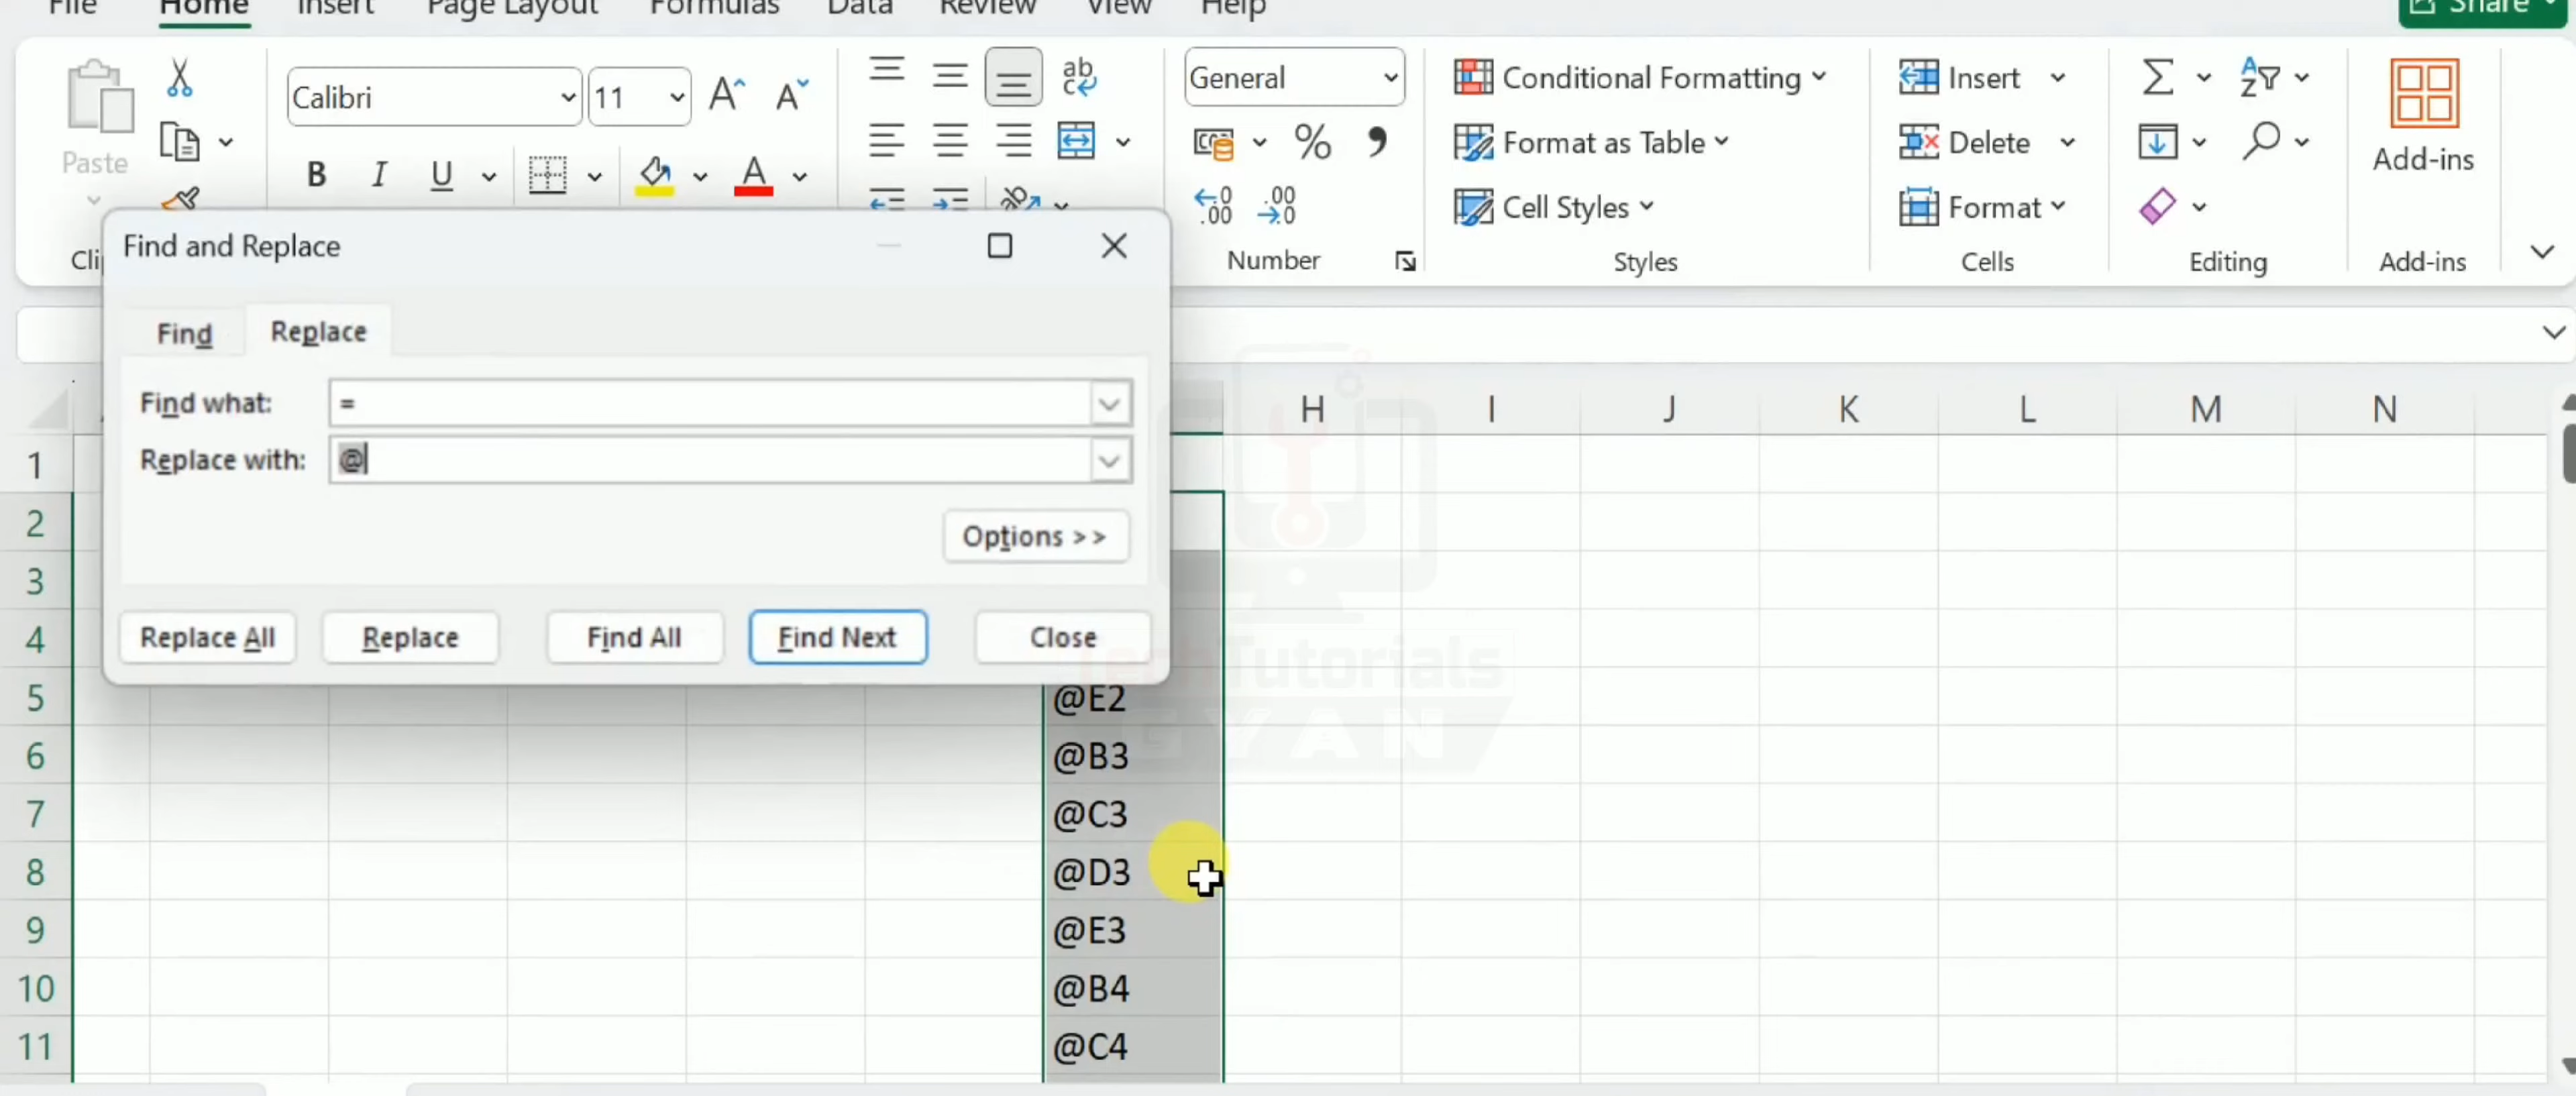 File Home Insert Page Layout Formulas Data Review View Help Share
Calibri 11 ab General Conditional Formatting Insert
Paste Format as Table Delete Add-ins
B I U A Cell Styles Format
Number Styles Cells Editing Add-ins
Find and Replace
Find Replace
Find what: =
Replace with: @
Options >>
Replace All Replace Find All Find Next Close
H I J K L M N
1
2
3
4
5 @E2
6 @B3
7 @C3
8 @D3
9 @E3
10 @B4
11 @C4
TechTutorials
GYAN